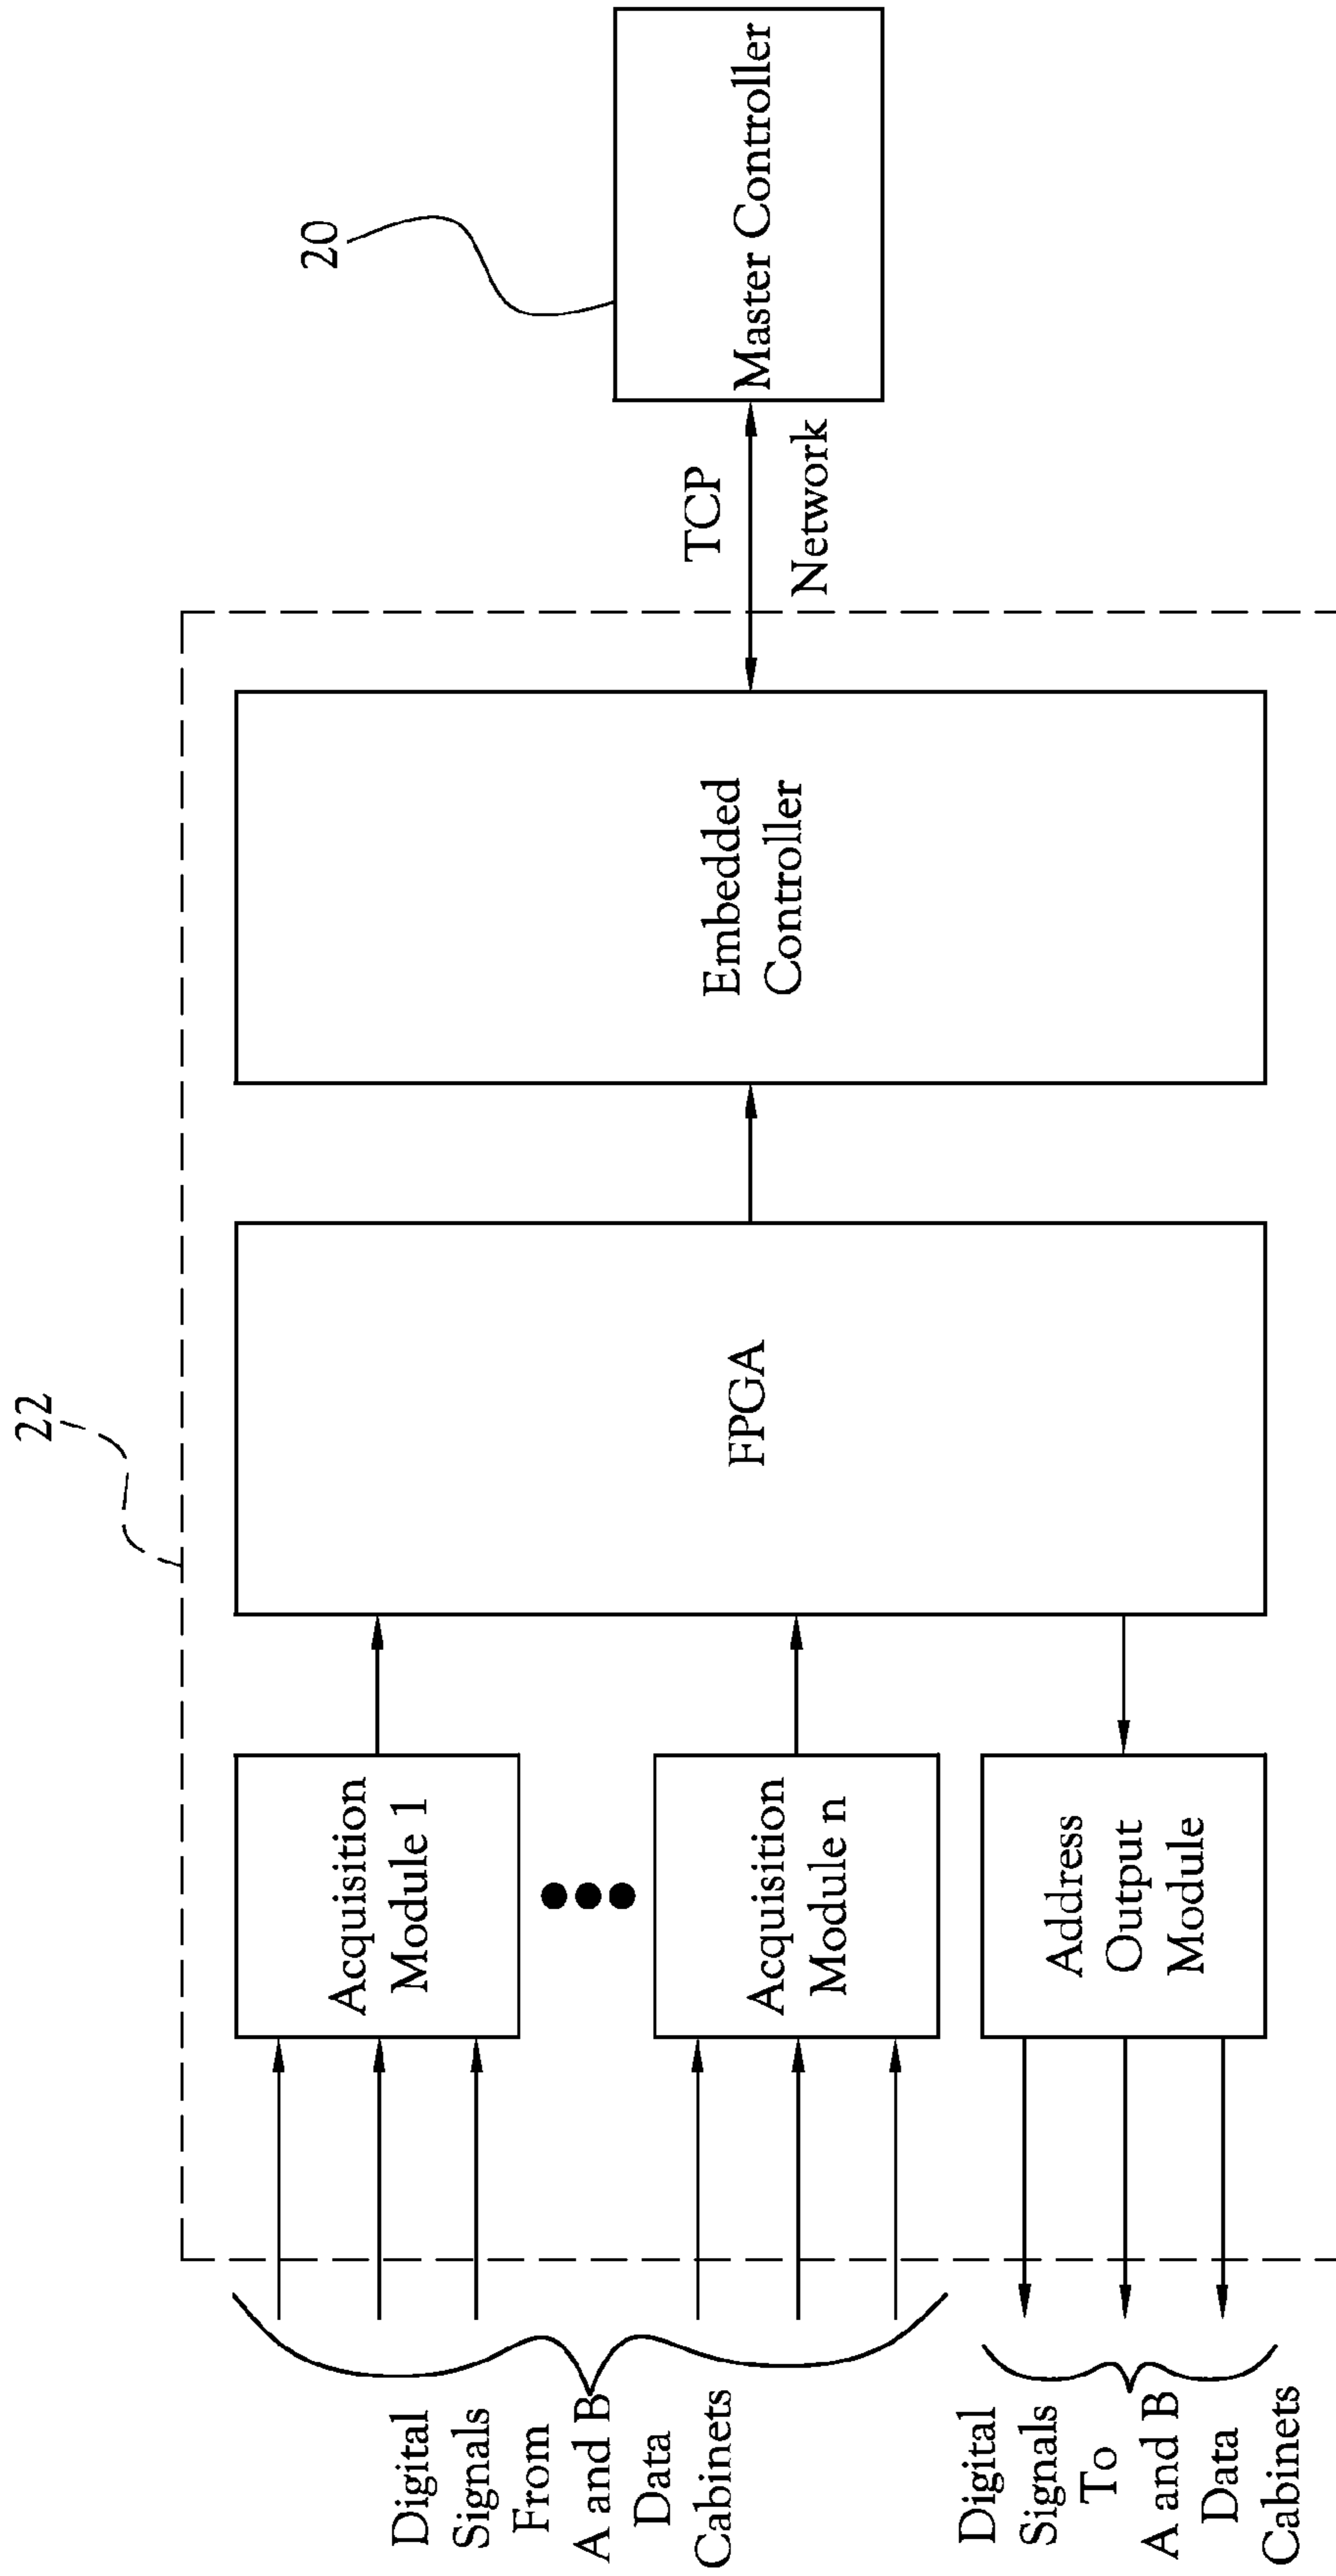 22
20
Digital
Signals
From
A and B
Data
Cabinets
Acquisition
Module 1
Acquisition
Module n
FPGA
Embedded
Controller
TCP
Network
Master Controller
Digital
Signals
To
A and B
Data
Cabinets
Address
Output
Module